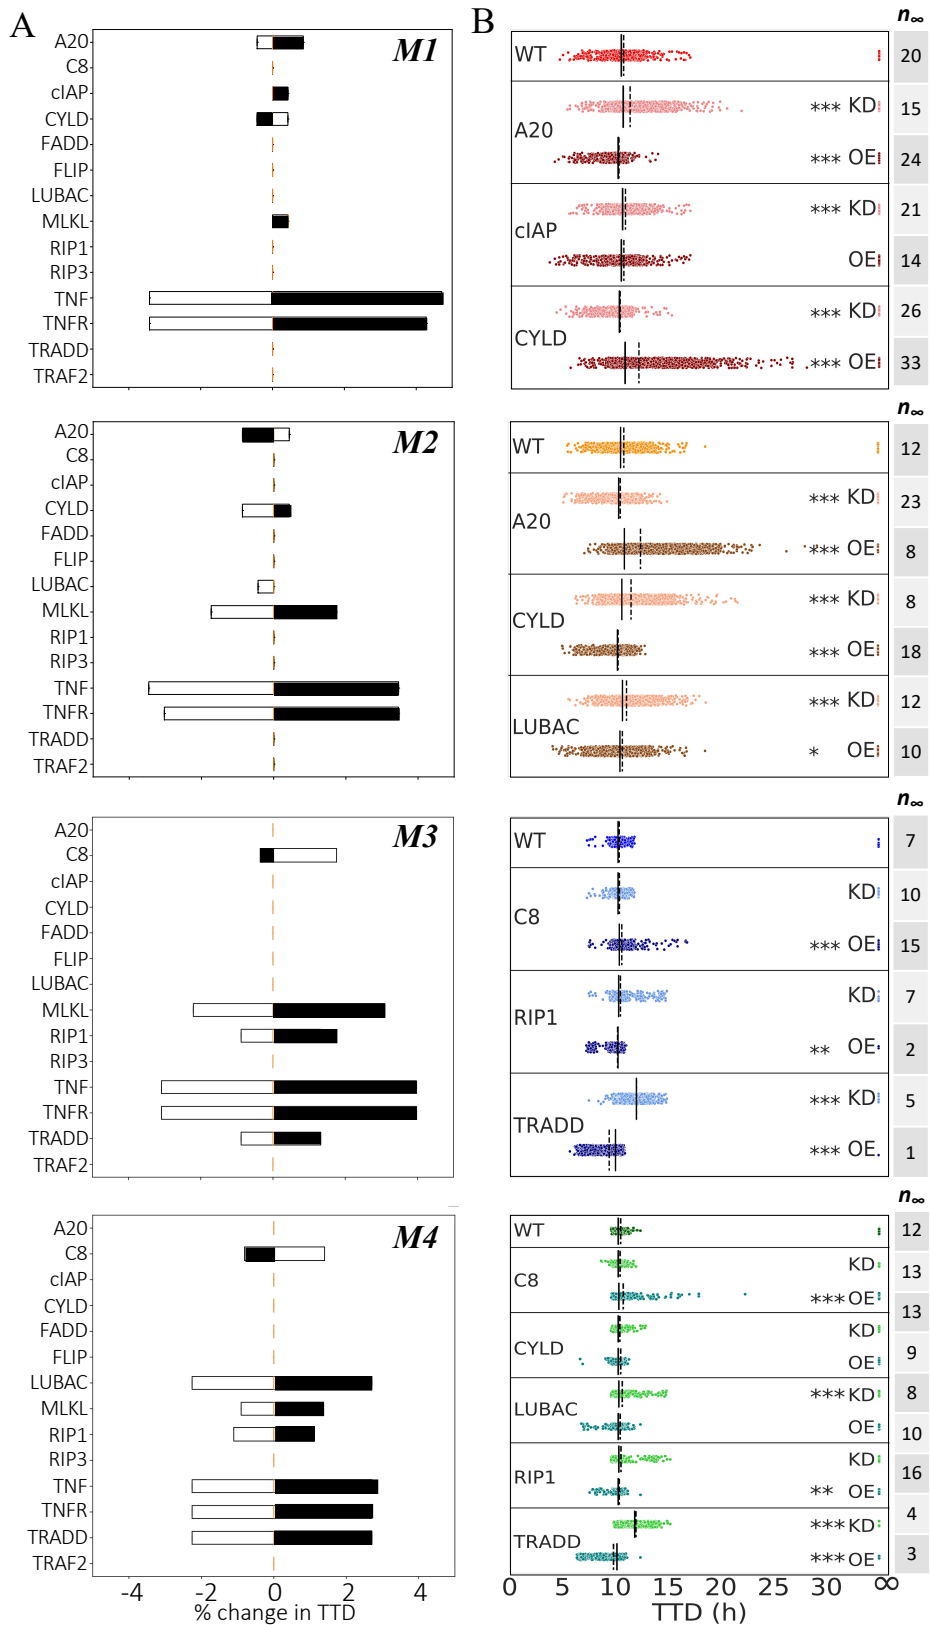 A
B
n∞
M1
A20
C8
cIAP
CYLD
FADD
FLIP
LUBAC
MLKL
RIP1
RIP3
TNF
TNFR
TRADD
TRAF2
WT
20
A20
*** KD
15
*** OE
24
cIAP
*** KD
21
OE
14
CYLD
*** KD
26
*** OE
33
n∞
M2
A20
C8
cIAP
CYLD
FADD
FLIP
LUBAC
MLKL
RIP1
RIP3
TNF
TNFR
TRADD
TRAF2
WT
12
A20
*** KD
23
*** OE
8
CYLD
*** KD
8
*** OE
18
LUBAC
*** KD
12
* OE
10
n∞
M3
A20
C8
cIAP
CYLD
FADD
FLIP
LUBAC
MLKL
RIP1
RIP3
TNF
TNFR
TRADD
TRAF2
WT
7
C8
KD
10
*** OE
15
RIP1
KD
7
** OE
2
TRADD
*** KD
5
*** OE
1
n∞
M4
A20
C8
cIAP
CYLD
FADD
FLIP
LUBAC
MLKL
RIP1
RIP3
TNF
TNFR
TRADD
TRAF2
-4 -2 0 2 4
% change in TTD
WT
12
C8
KD
13
*** OE
13
CYLD
KD
9
OE
LUBAC
*** KD
8
OE
10
RIP1
KD
16
** OE
TRADD
*** KD
4
*** OE
3
0 5 10 15 20 25 30 ∞
TTD (h)